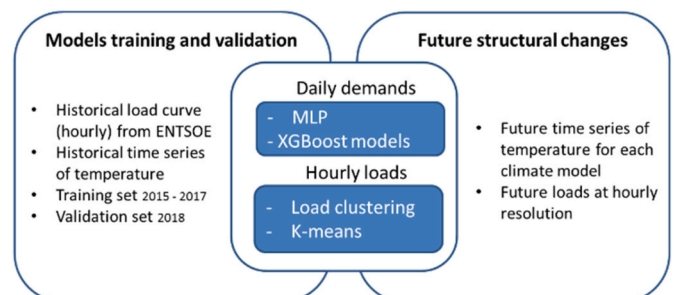 Models training and validation
• Historical load curve
(hourly) from ENTSOE
• Historical time series
of temperature
• Training set 2015 - 2017
• Validation set 2018
Daily demands
- MLP
- XGBoost models
Hourly loads
- Load clustering
- K-means
Future structural changes
• Future time series of
temperature for each
climate model
• Future loads at hourly
resolution